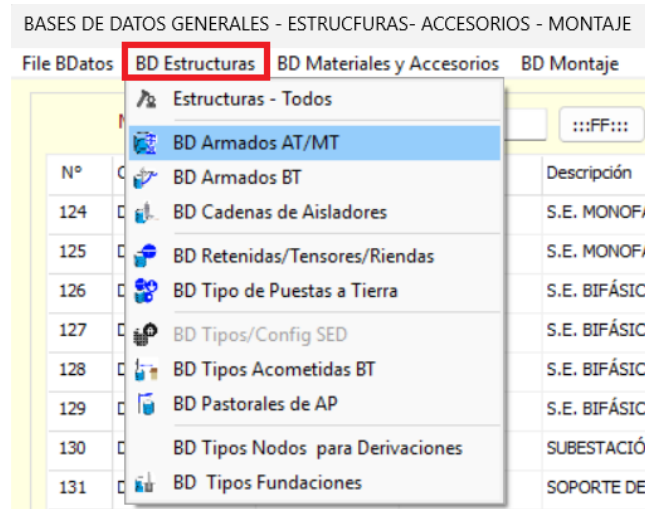 BASES DE DATOS GENERALES - ESTRUCFURAS- ACCESORIOS - MONTAJE
File BDatos BD Estructuras BD Materiales y Accesorios BD Montaje
Estructuras - Todos
:::FF:::
BD Armados AT/MT
Nº BD Armados BT Descripción
124 BD Cadenas de Aisladores S.E. MONOF
125 BD Retenidas/Tensores/Riendas S.E. MONOF
126 BD Tipo de Puestas a Tierra S.E. BIFÁSIC
127 BD Tipos/Config SED S.E. BIFÁSIC
128 BD Tipos Acometidas BT S.E. BIFÁSIC
129 BD Pastorales de AP S.E. BIFÁSIC
130 BD Tipos Nodos para Derivaciones SUBESTACIÓ
131 BD Tipos Fundaciones SOPORTE DE